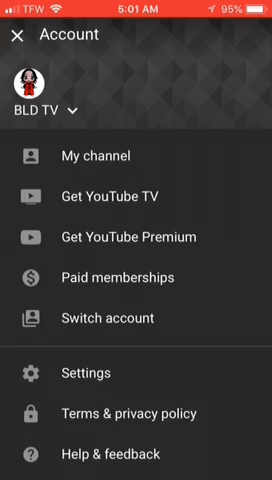 TFW 5:01 AM 95%
Account
BLD TV
My channel
Get YouTube TV
Get YouTube Premium
Paid memberships
Switch account
Settings
Terms & privacy policy
Help & feedback